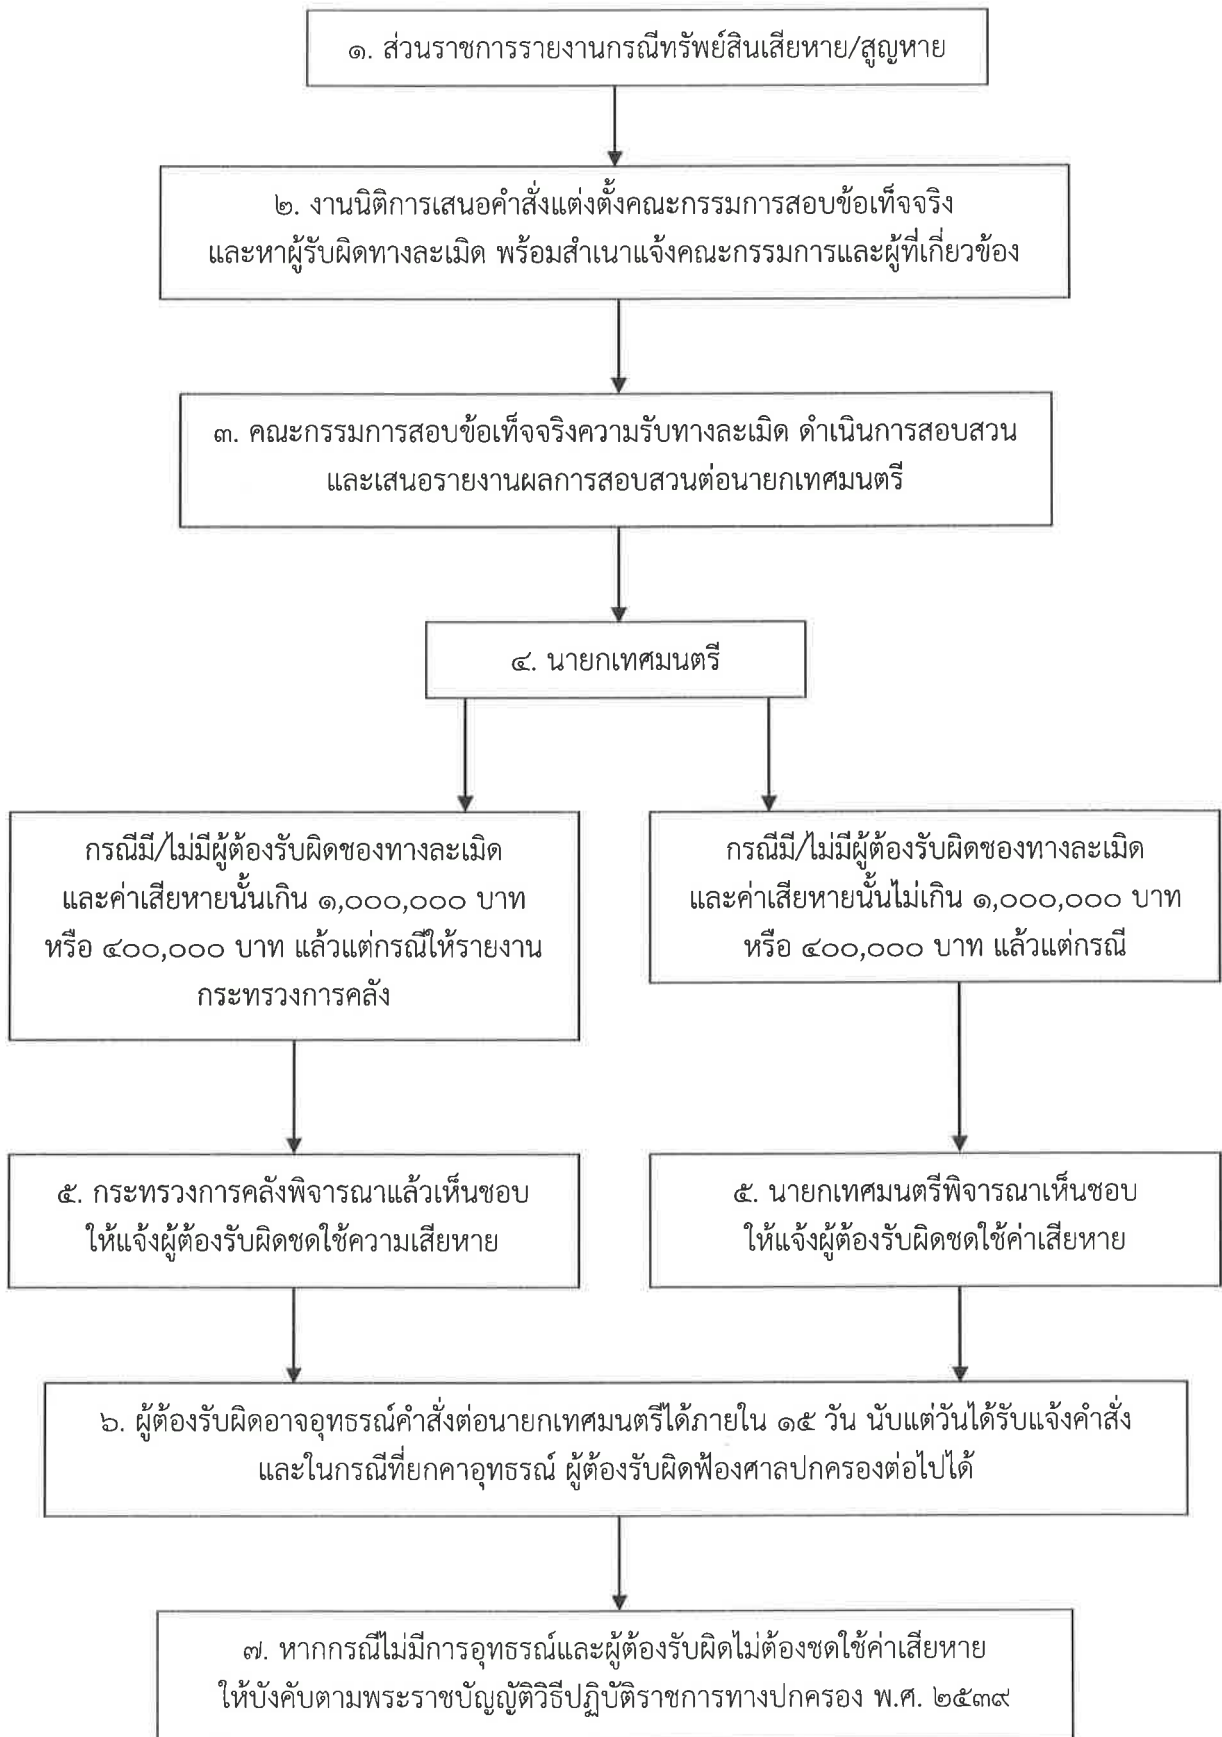 ๑. ส่วนราชการรายงานกรณีทรัพย์สินเสียหาย/สูญหาย
๒. งานนิติการเสนอคำสั่งแต่งตั้งคณะกรรมการสอบข้อเท็จจริง
และหาผู้รับผิดทางละเมิด พร้อมสำเนาแจ้งคณะกรรมการและผู้ที่เกี่ยวข้อง
๓. คณะกรรมการสอบข้อเท็จจริงความรับทางละเมิด ดำเนินการสอบสวน
และเสนอรายงานผลการสอบสวนต่อนายกเทศมนตรี
๔. นายกเทศมนตรี
กรณีมี/ไม่มีผู้ต้องรับผิดชองทางละเมิด
และค่าเสียหายนั้นเกิน ๑,๐๐๐,๐๐๐ บาท
หรือ ๔๐๐,๐๐๐ บาท แล้วแต่กรณีให้รายงาน
กระทรวงการคลัง
กรณีมี/ไม่มีผู้ต้องรับผิดชองทางละเมิด
และค่าเสียหายนั้นไม่เกิน ๑,๐๐๐,๐๐๐ บาท
หรือ ๔๐๐,๐๐๐ บาท แล้วแต่กรณี
๕. กระทรวงการคลังพิจารณาแล้วเห็นชอบ
ให้แจ้งผู้ต้องรับผิดชดใช้ความเสียหาย
๕. นายกเทศมนตรีพิจารณาเห็นชอบ
ให้แจ้งผู้ต้องรับผิดชดใช้ค่าเสียหาย
๖. ผู้ต้องรับผิดอาจอุทธรณ์คำสั่งต่อนายกเทศมนตรีได้ภายใน ๑๕ วัน นับแต่วันได้รับแจ้งคำสั่ง
และในกรณีที่ยกคาอุทธรณ์ ผู้ต้องรับผิดฟ้องศาลปกครองต่อไปได้
๗. หากกรณีไม่มีการอุทธรณ์และผู้ต้องรับผิดไม่ต้องชดใช้ค่าเสียหาย
ให้บังคับตามพระราชบัญญัติวิธีปฏิบัติราชการทางปกครอง พ.ศ. ๒๕๓๙